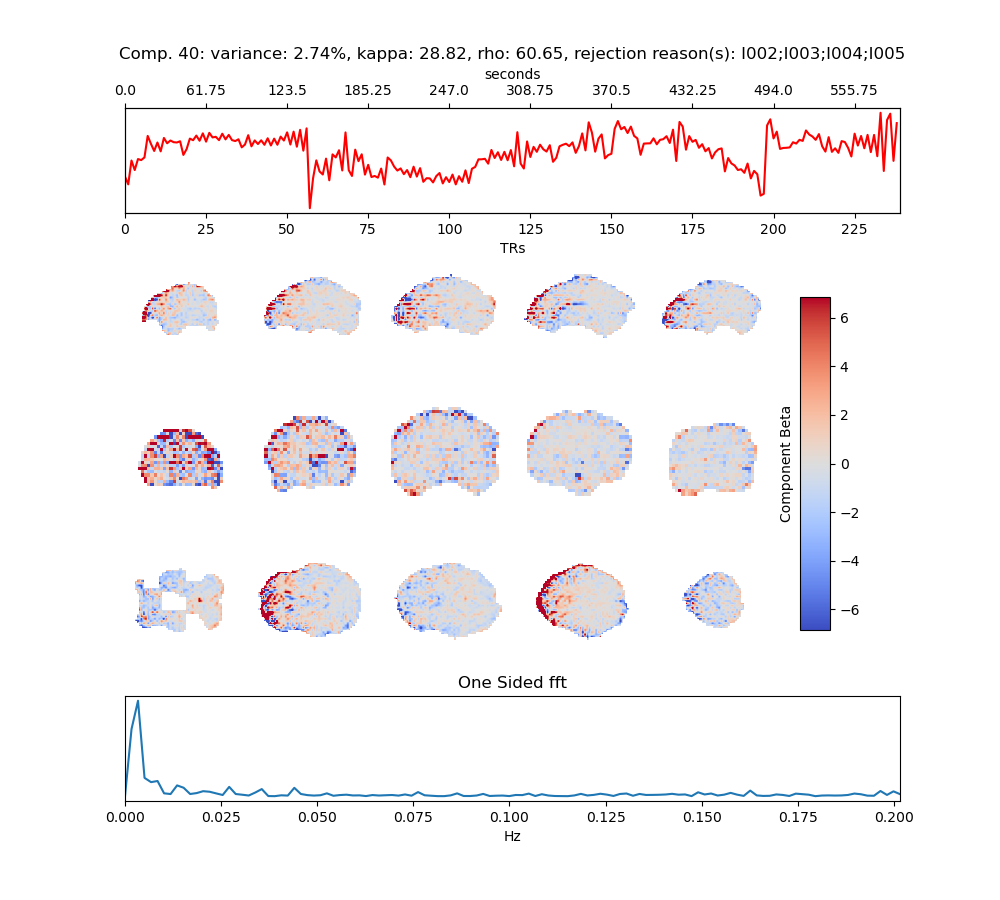 Comp. 40: variance: 2.74%, kappa: 28.82, rho: 60.65, rejection reason(s): I002;I003;I004;I005
seconds
0.0 61.75 123.5 185.25 247.0 308.75 370.5 432.25 494.0 555.75
0 25 50 75 100 125 150 175 200 225
TRs
6
4
2
0
−2
−4
−6
Component Beta
One Sided fft
0.000 0.025 0.050 0.075 0.100 0.125 0.150 0.175 0.200
Hz